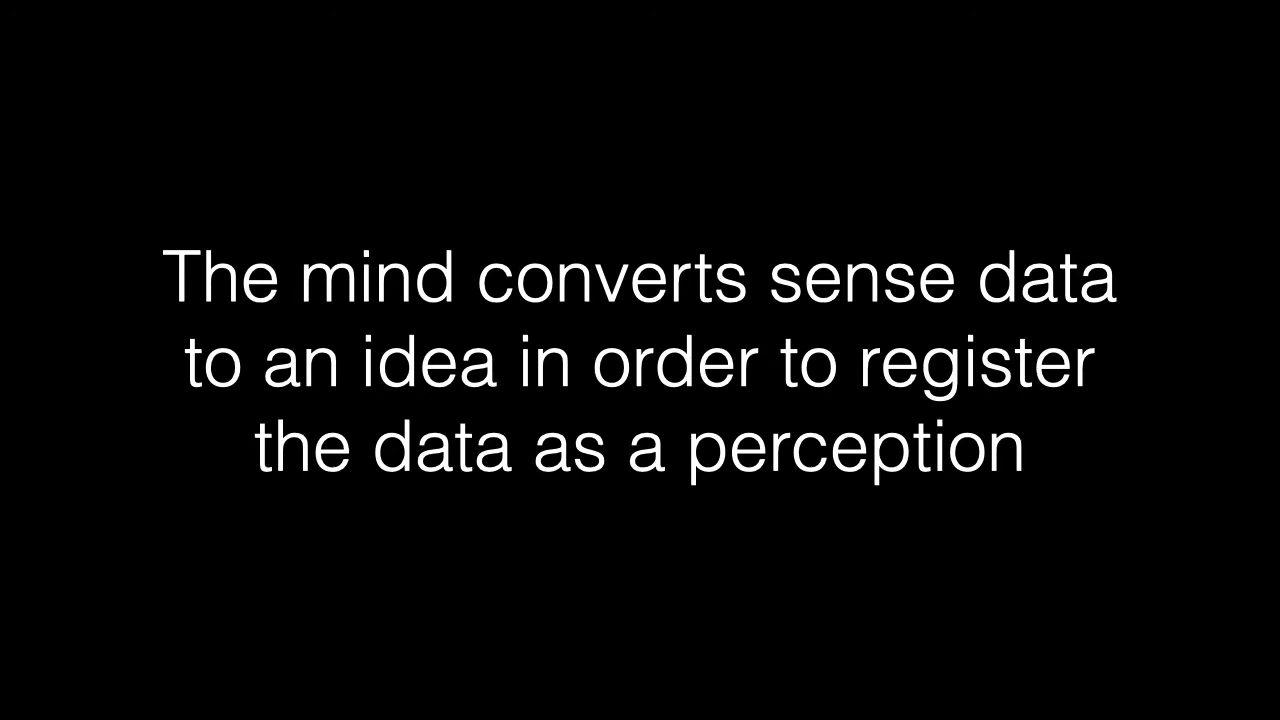 The mind converts sense data
to an idea in order to register
the data as a perception